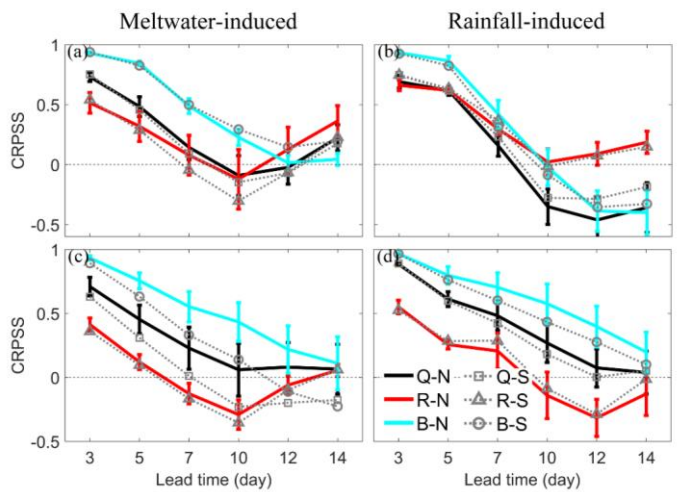 Meltwater-induced Rainfall-induced
(a) (b)
1
0.5
0
-0.5
CRPSS
(c) (d)
1
0.5
0
-0.5
CRPSS
Q-N Q-S
R-N R-S
B-N B-S
3 5 7 10 12 14 3 5 7 10 12 14
Lead time (day) Lead time (day)